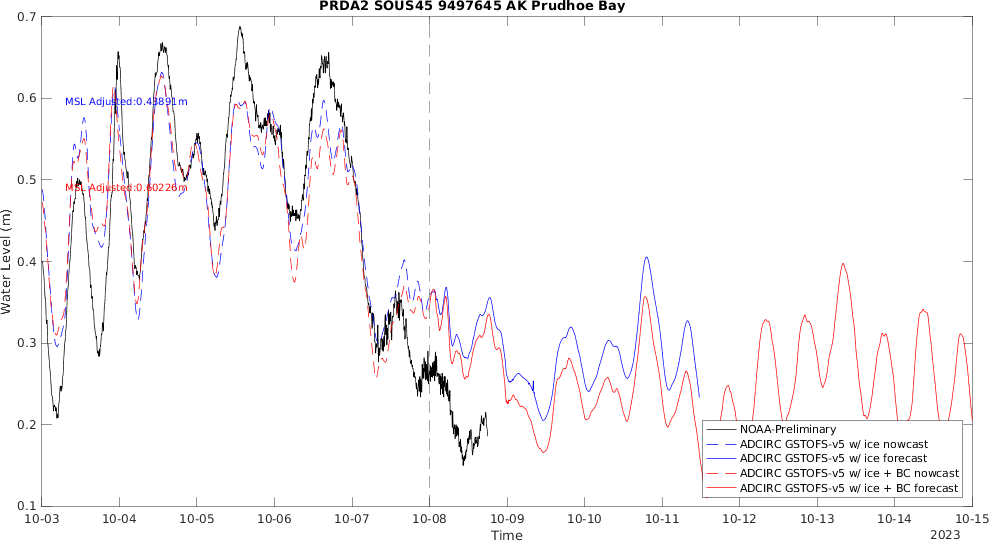 PRDA2 SOUS45 9497645 AK Prudhoe Bay
0.7
0.6
0.5
0.4
0.3
0.2
0.1
Water Level (m)
MSL Adjusted:0.43891m
MSL Adjusted:0.60226m
NOAA-Preliminary
ADCIRC GSTOFS-v5 w/ ice nowcast
ADCIRC GSTOFS-v5 w/ ice forecast
ADCIRC GSTOFS-v5 w/ ice + BC nowcast
ADCIRC GSTOFS-v5 w/ ice + BC forecast
10-03 10-04 10-05 10-06 10-07 10-08 10-09 10-10 10-11 10-12 10-13 10-14 10-15
Time
2023